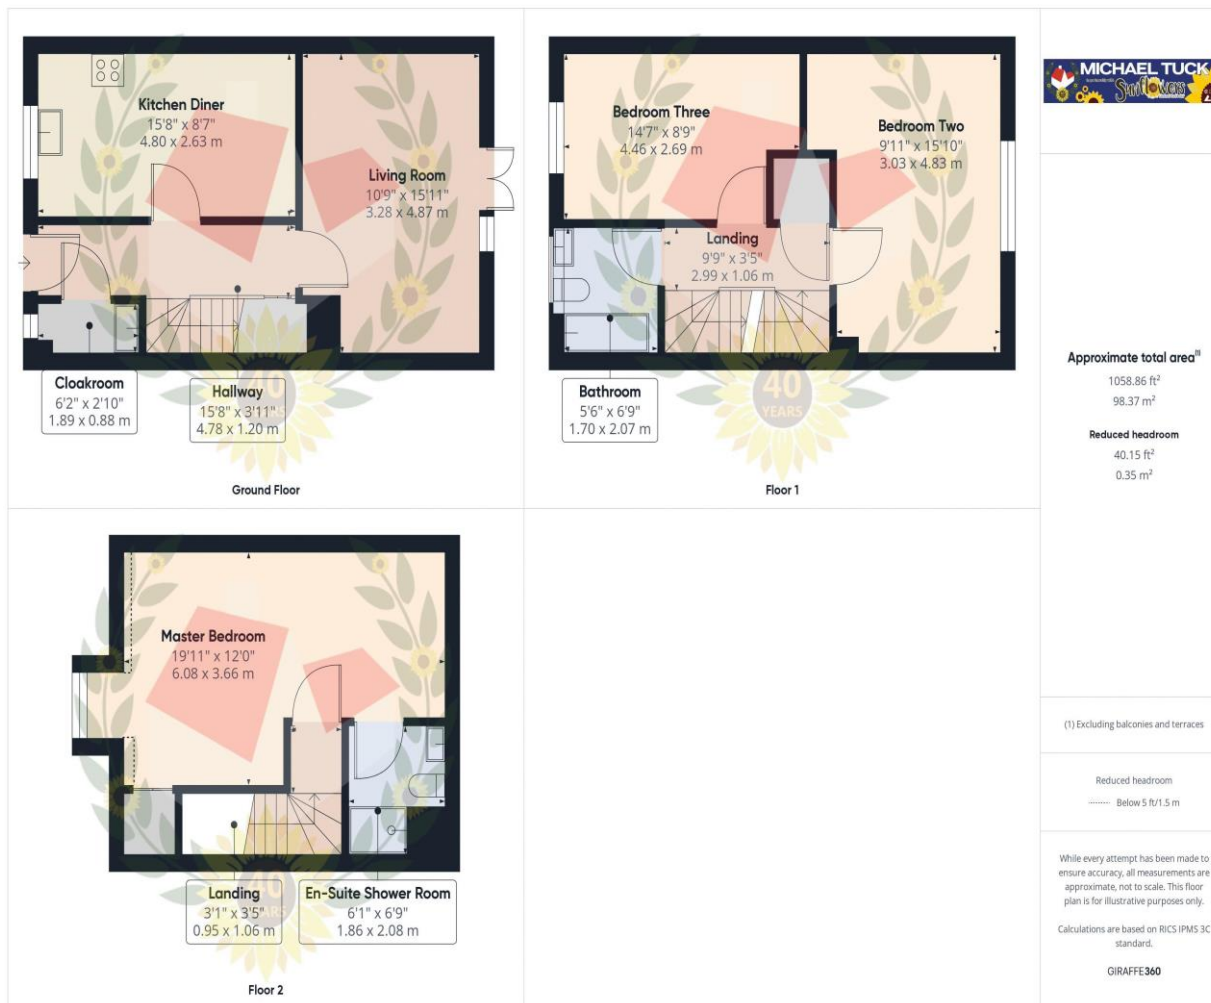 Kitchen Diner
15'8" x 8'7"
4.80 x 2.63 m
Living Room
10'9" x 15'11"
3.28 x 4.87 m
Cloakroom
6'2" x 2'10"
1.89 x 0.88 m
Hallway
15'8" x 3'11"
4.78 x 1.20 m
40
YEARS
Ground Floor
Bedroom Three
14'7" x 8'9"
4.46 x 2.69 m
Bedroom Two
9'11" x 15'10"
3.03 x 4.83 m
Landing
9'9" x 3'5"
2.99 x 1.06 m
Bathroom
5'6" x 6'9"
1.70 x 2.07 m
40
YEARS
Floor 1
Master Bedroom
19'11" x 12'0"
6.08 x 3.66 m
Landing
3'1" x 3'5"
0.95 x 1.06 m
En-Suite Shower Room
6'1" x 6'9"
1.86 x 2.08 m
40
Floor 2
MICHAEL TUCK
Sunflowers
Approximate total area(1)
1058.86 ft²
98.37 m²
Reduced headroom
40.15 ft²
0.35 m²
(1) Excluding balconies and terraces
Reduced headroom
Below 5 ft/1.5 m
While every attempt has been made to
ensure accuracy, all measurements are
approximate, not to scale. This floor
plan is for illustrative purposes only.
Calculations are based on RICS IPMS 3C
standard.
GIRAFFE360